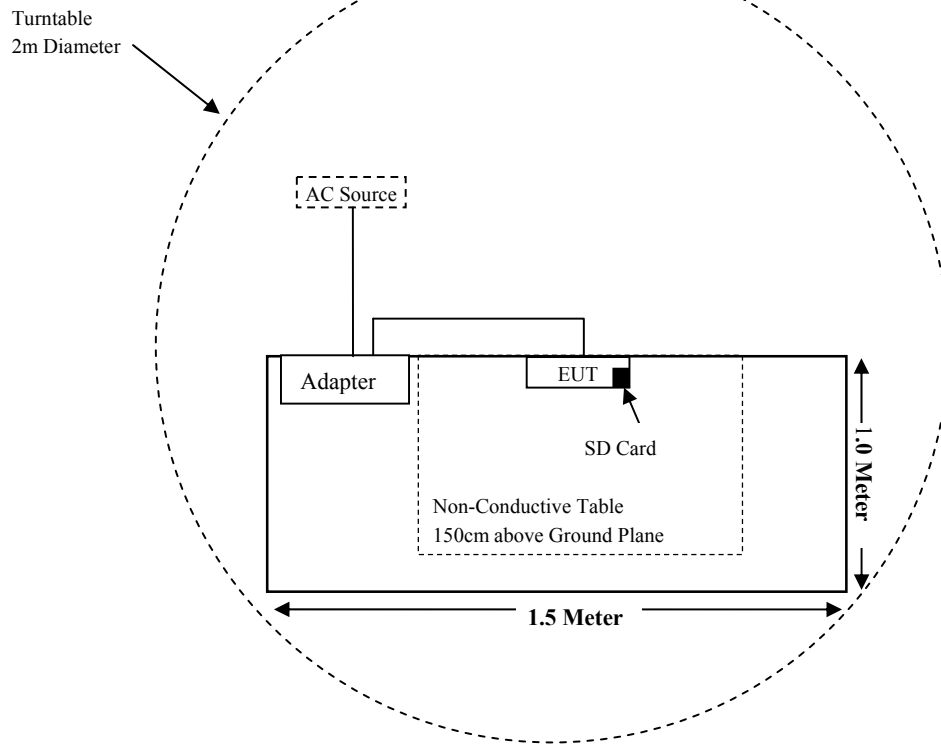 Turntable
2m Diameter
AC Source
Adapter
EUT
SD Card
Non-Conductive Table
150cm above Ground Plane
1.0 Meter
1.5 Meter